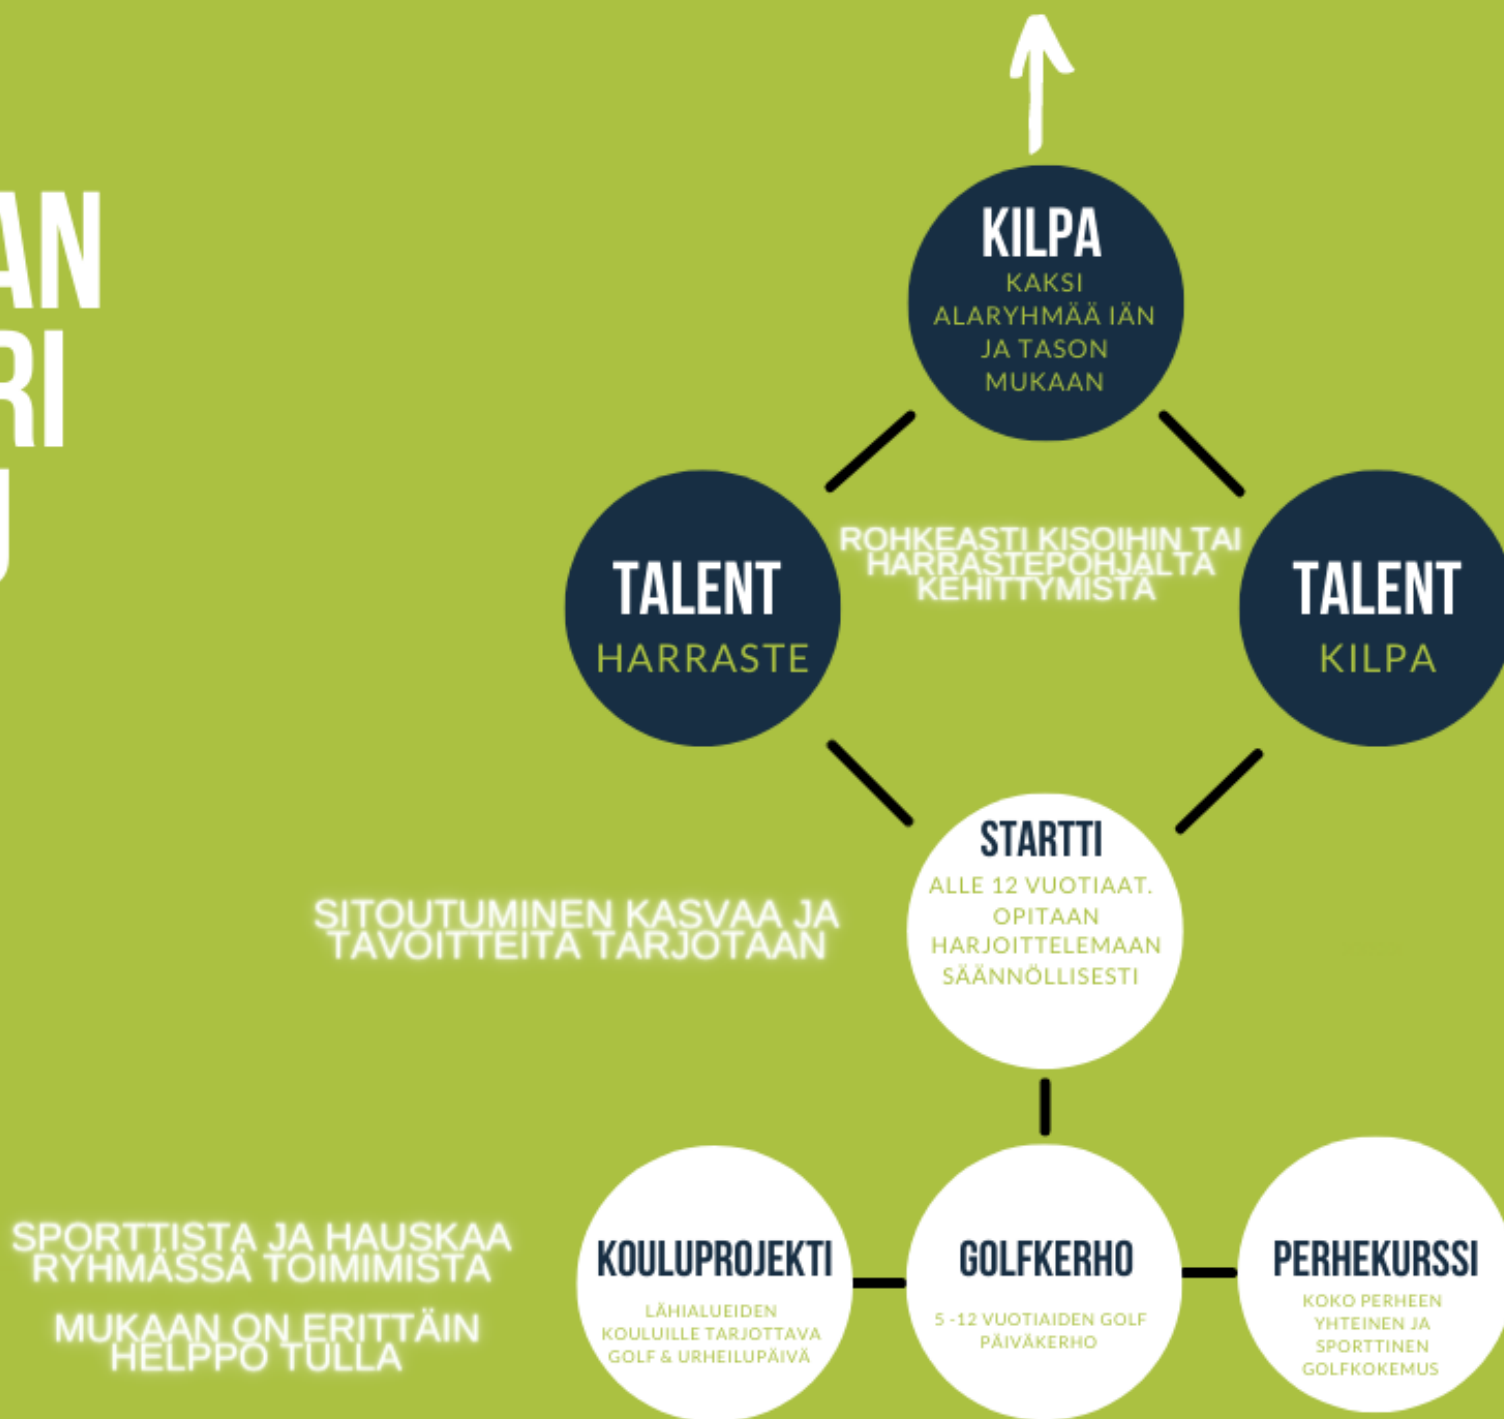 AN
RI
KILPA
KAKSI
ALARYHMÄÄ IÄN
JA TASON
MUKAAN
ROHKEASTI KISOIHIN TAI
HARRASTEPOHJALTA
KEHITTYMISTÄ
TALENT
HARRASTE
TALENT
KILPA
STARTTI
ALLE 12 VUOTIAAT.
OPITAAN
HARJOITTELEMAAN
SÄÄNNÖLLISESTI
SITOUTUMINEN KASVAA JA
TAVOITTEITA TARJOTAAN
SPORTTISTA JA HAUSKAA
RYHMÄSSÄ TOIMIMISTA
MUKAAN ON ERITTÄIN
HELPPO TULLA
KOULUPROJEKTI
LÄHIALUEIDEN
KOULUILLE TARJOTTAVA
GOLF & URHEILUPÄIVÄ
GOLFKERHO
5 -12 VUOTIAIDEN GOLF
PÄIVÄKERHO
PERHEKURSSI
KOKO PERHEEN
YHTEINEN JA
SPORTTINEN
GOLFKOKEMUS